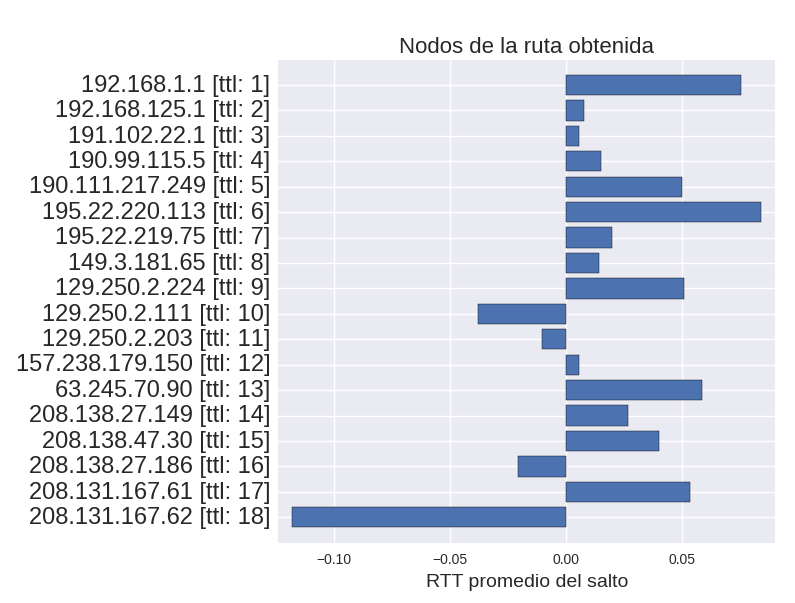 Nodos de la ruta obtenida
192.168.1.1 [ttl: 1]
192.168.125.1 [ttl: 2]
191.102.22.1 [ttl: 3]
190.99.115.5 [ttl: 4]
190.111.217.249 [ttl: 5]
195.22.220.113 [ttl: 6]
195.22.219.75 [ttl: 7]
149.3.181.65 [ttl: 8]
129.250.2.224 [ttl: 9]
129.250.2.111 [ttl: 10]
129.250.2.203 [ttl: 11]
157.238.179.150 [ttl: 12]
63.245.70.90 [ttl: 13]
208.138.27.149 [ttl: 14]
208.138.47.30 [ttl: 15]
208.138.27.186 [ttl: 16]
208.131.167.61 [ttl: 17]
208.131.167.62 [ttl: 18]
−0.10 −0.05 0.00 0.05
RTT promedio del salto